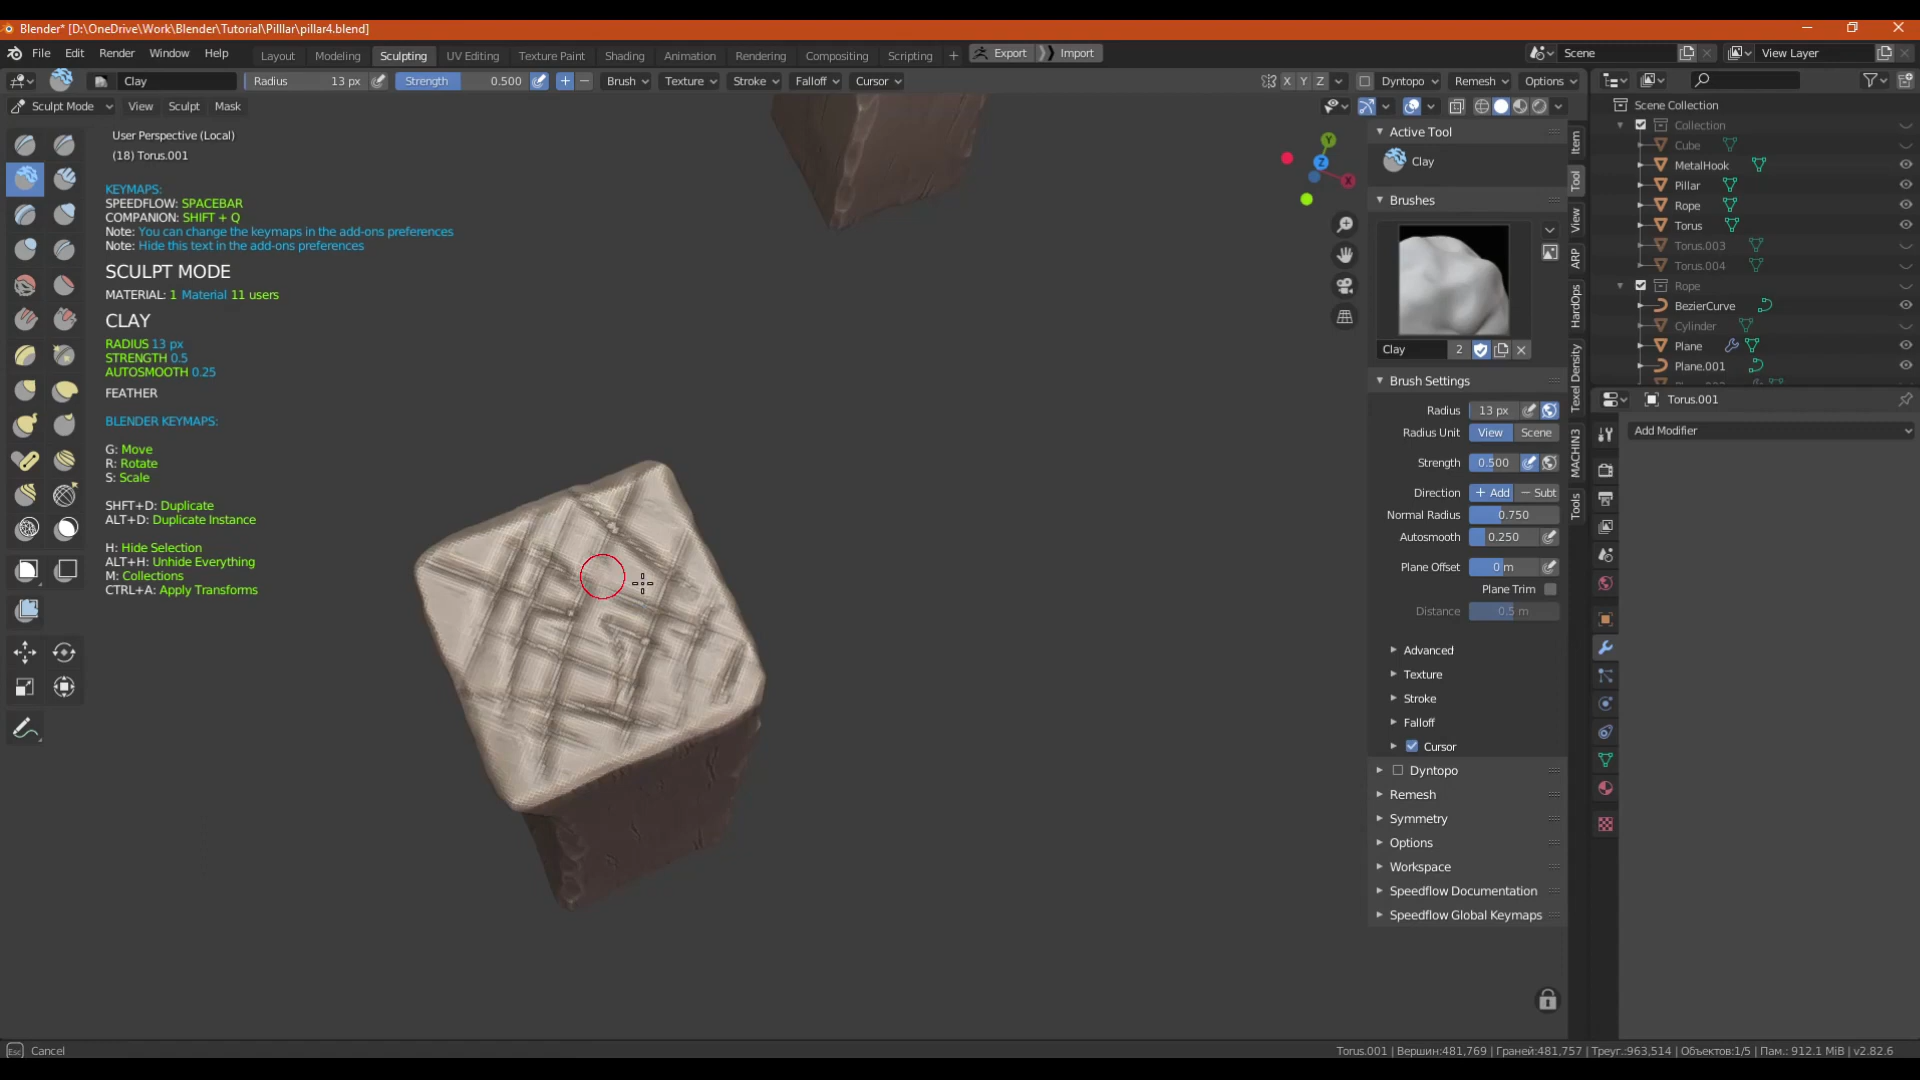 Blender* [D:\OneDrive\Work\Blender\Tutorial\Pilllar\pillar4.blend]
File Edit Render Window Help Layout Modeling Sculpting UV Editing Texture Paint Shading Animation Rendering Compositing Scripting + Export Import Scene View Layer
Clay Radius 13 px Strength 0.500 + − Brush Texture Stroke Falloff Cursor X Y Z Dyntopo Remesh Options
Sculpt Mode View Sculpt Mask
User Perspective (Local)
(18) Torus.001
KEYMAPS:
SPEEDFLOW: SPACEBAR
COMPANION: SHIFT + Q
Note: You can change the keymaps in the add-ons preferences
Note: Hide this text in the add-ons preferences
SCULPT MODE
MATERIAL: 1 Material 11 users
CLAY
RADIUS 13 px
STRENGTH 0.5
AUTOSMOOTH 0.25
FEATHER
BLENDER KEYMAPS:
G: Move
R: Rotate
S: Scale
SHFT+D: Duplicate
ALT+D: Duplicate Instance
H: Hide Selection
ALT+H: Unhide Everything
M: Collections
CTRL+A: Apply Transforms
Y
Z
X
Active Tool
Clay
Brushes
Clay 2
Brush Settings
Radius 13 px
Radius Unit View Scene
Strength 0.500
Direction + Add − Subt
Normal Radius 0.750
Autosmooth 0.250
Plane Offset 0 m
Plane Trim
Distance 0.5 m
Advanced
Texture
Stroke
Falloff
Cursor
Dyntopo
Remesh
Symmetry
Options
Workspace
Speedflow Documentation
Speedflow Global Keymaps
Item
Tool
View
ARP
HardOps
Texel Density
MACHIN3
Tools
Scene Collection
Collection
Cube
MetalHook
Pillar
Rope
Torus
Torus.003
Torus.004
Rope
BezierCurve
Cylinder
Plane
Plane.001
Torus.001
Add Modifier
Esc Cancel
Torus.001 | Вершин:481,769 | Граней:481,757 | Треуг.:963,514 | Объектов:1/5 | Пам.: 912.1 MiB | v2.82.6